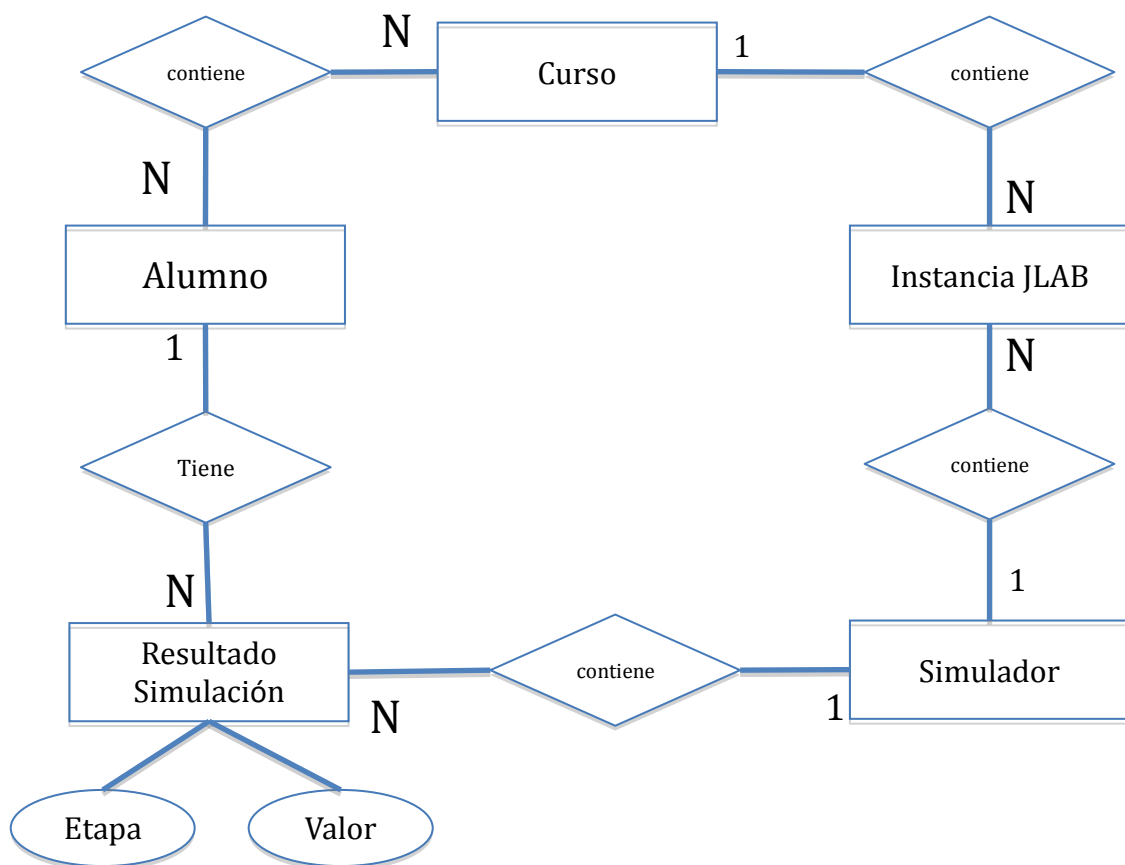 contiene
N
Curso
1
contiene
N
N
Alumno
Instancia JLAB
1
N
Tiene
contiene
N
1
Resultado
Simulación
N
contiene
1
Simulador
Etapa
Valor